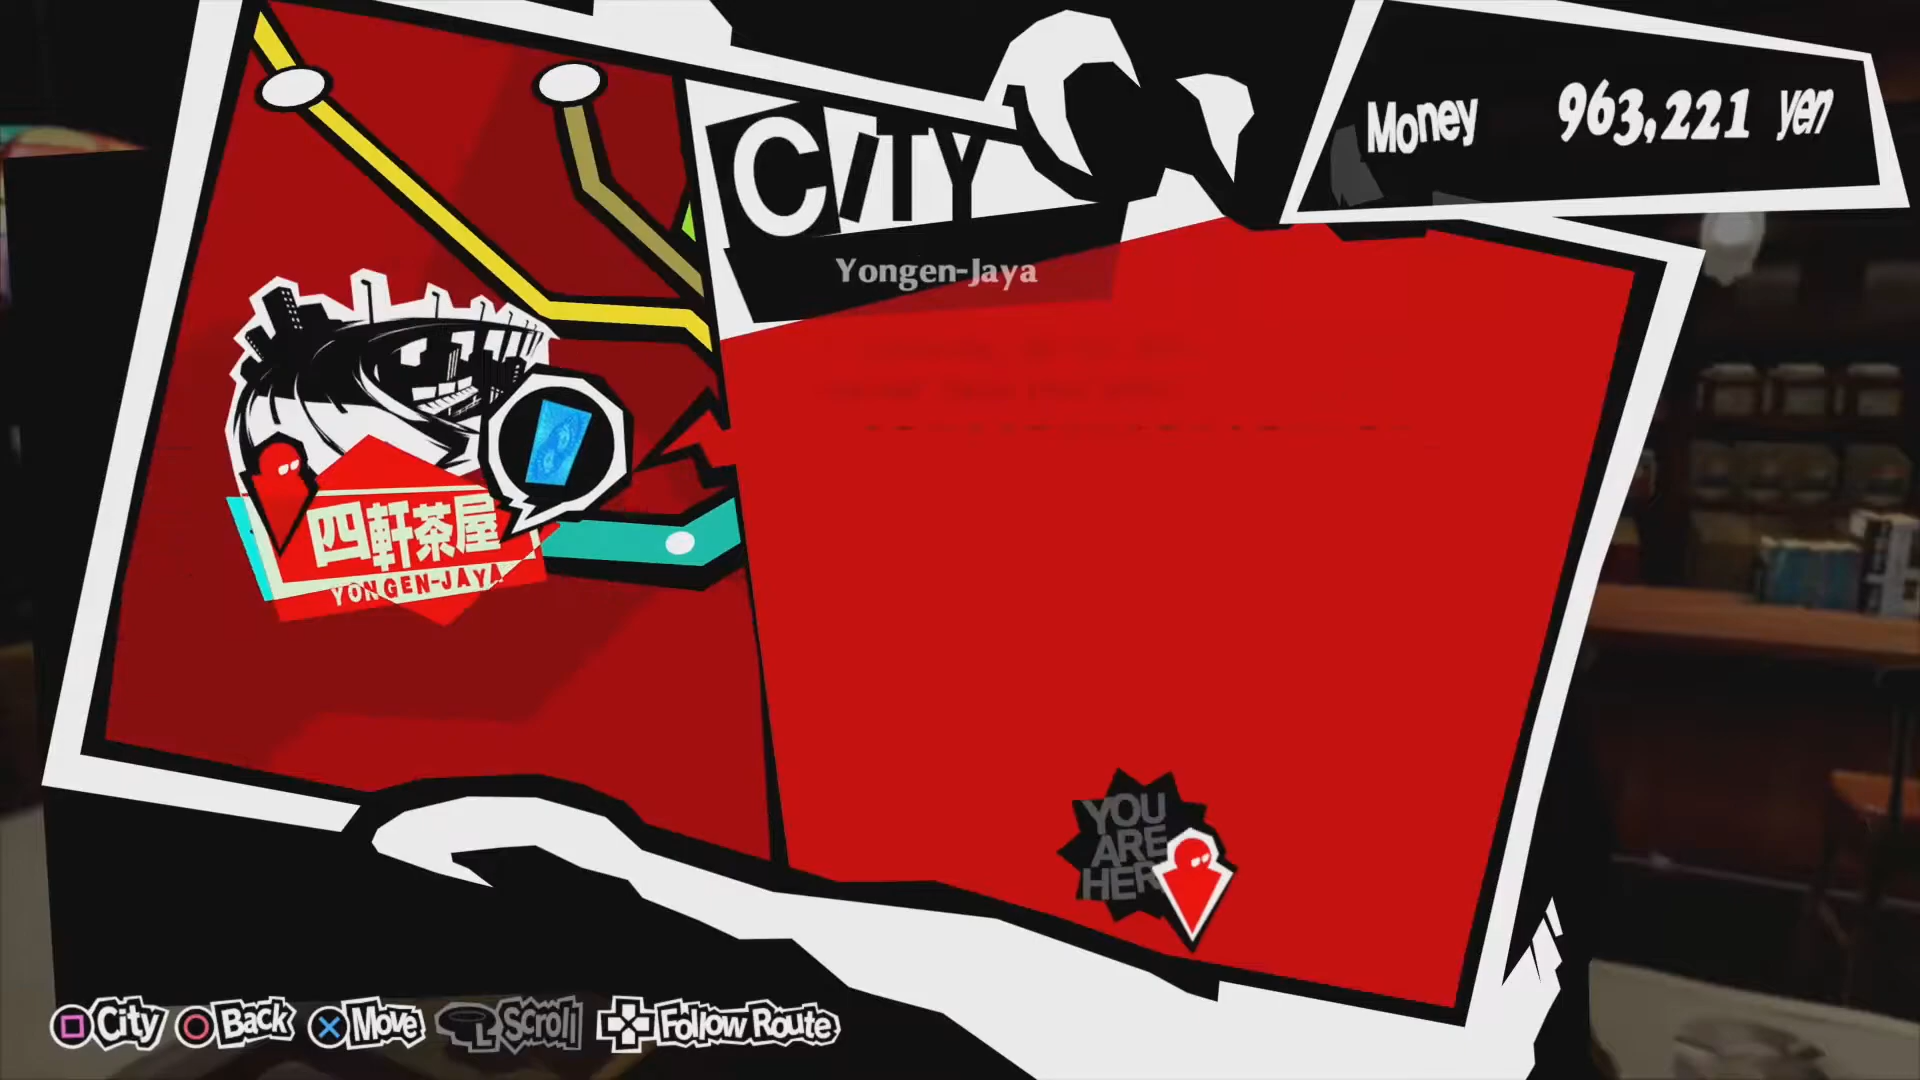 CITY
Yongen-Jaya
Money 963,221 yen
四軒茶屋
YONGEN-JAYA
YOU
ARE
HER
City Back Move L Scroll Follow Route